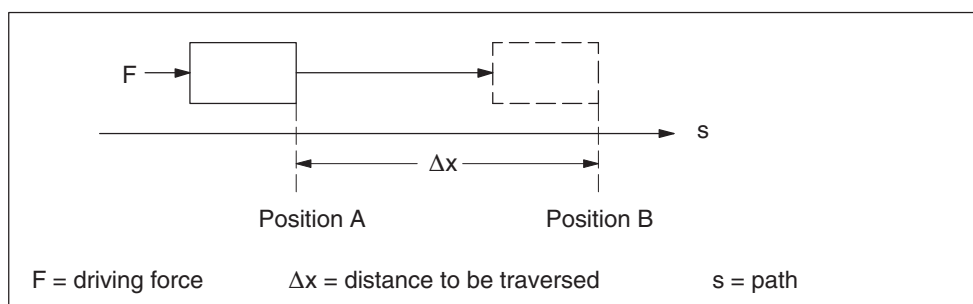 F
s
Δx
Position A Position B
F = driving force Δx = distance to be traversed s = path